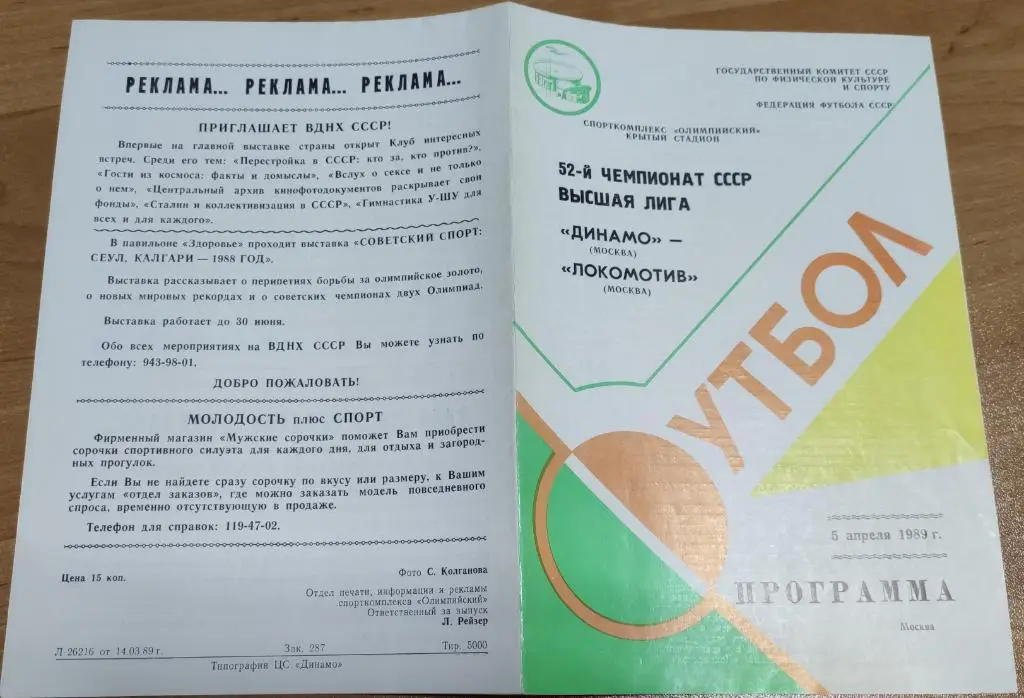 РЕКЛАМА... РЕКЛАМА... РЕКЛАМА...
ПРИГЛАШАЕТ ВДНХ СССР!
Впервые на главной выставке страны открыт Клуб интересных
встреч. Среди его тем: «Перестройка в СССР: кто за, кто против?»,
«Гости из космоса: факты и домыслы», «Вслух о сексе и не только
о нем», «Центральный архив кинофотодокументов раскрывает свои
фонды», «Сталин и коллективизация в СССР», «Гимнастика У-ШУ для
всех и для каждого».
В павильоне «Здоровье» проходит выставка «СОВЕТСКИЙ СПОРТ:
СЕУЛ, КАЛГАРИ — 1988 ГОД».
Выставка рассказывает о перипетиях борьбы за олимпийское золото,
о новых мировых рекордах и о советских чемпионах двух Олимпиад.
Выставка работает до 30 июня.
Обо всех мероприятиях на ВДНХ СССР Вы можете узнать по
телефону: 943-98-01.
ДОБРО ПОЖАЛОВАТЬ!
МОЛОДОСТЬ плюс СПОРТ
Фирменный магазин «Мужские сорочки» поможет Вам приобрести
сорочки спортивного силуэта для каждого дня, для отдыха и загород-
ных прогулок.
Если Вы не найдете сразу сорочку по вкусу или размеру, к Вашим
услугам «отдел заказов», где можно заказать модель повседневного
спроса, временно отсутствующую в продаже.
Телефон для справок: 119-47-02.
Цена 15 коп.
Фото С. Колганова
Отдел печати, информации и рекламы
спорткомплекса «Олимпийский»
Ответственный за выпуск
Л. Рейзер
Л-26216 от 14.03.89 г. Зак. 287 Тир. 5000
Типография ЦС «Динамо»
ГОСУДАРСТВЕННЫЙ КОМИТЕТ СССР
ПО ФИЗИЧЕСКОЙ КУЛЬТУРЕ
И СПОРТУ
ФЕДЕРАЦИЯ ФУТБОЛА СССР
СПОРТКОМПЛЕКС «ОЛИМПИЙСКИЙ»
КРЫТЫЙ СТАДИОН
52-Й ЧЕМПИОНАТ СССР
ВЫСШАЯ ЛИГА
«ДИНАМО» —
(МОСКВА)
«ЛОКОМОТИВ»
(МОСКВА)
ФУТБОЛ
5 апреля 1989 г.
ПРОГРАММА
Москва